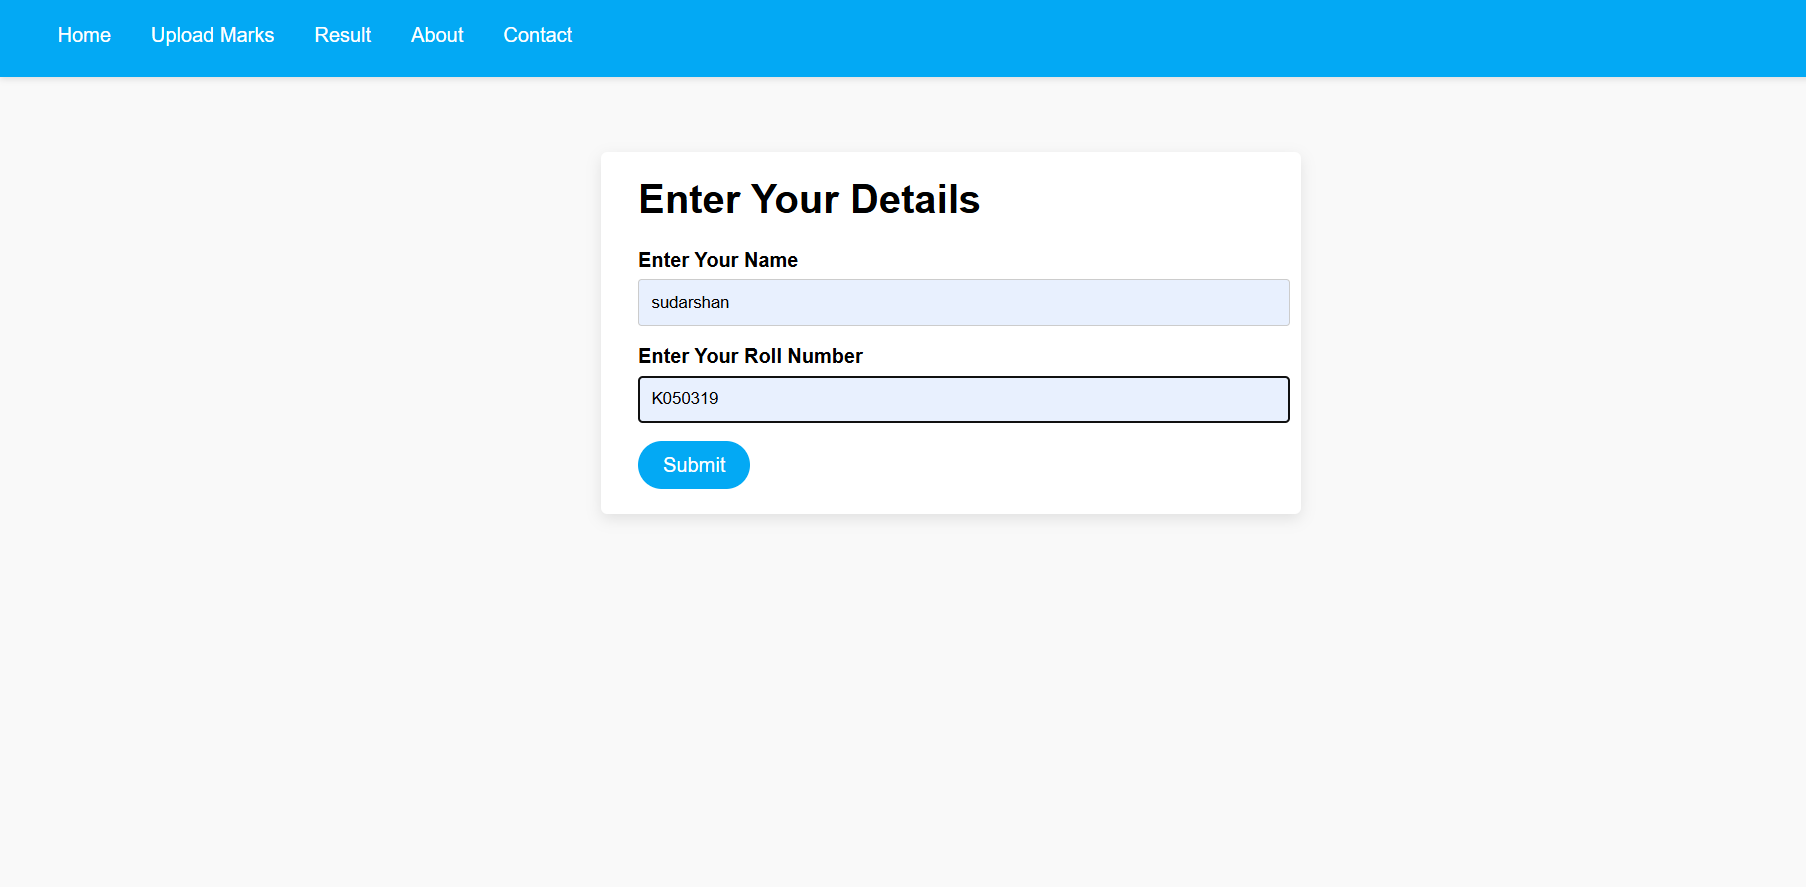 Home Upload Marks Result About Contact
Enter Your Details
Enter Your Name
sudarshan
Enter Your Roll Number
K050319
Submit